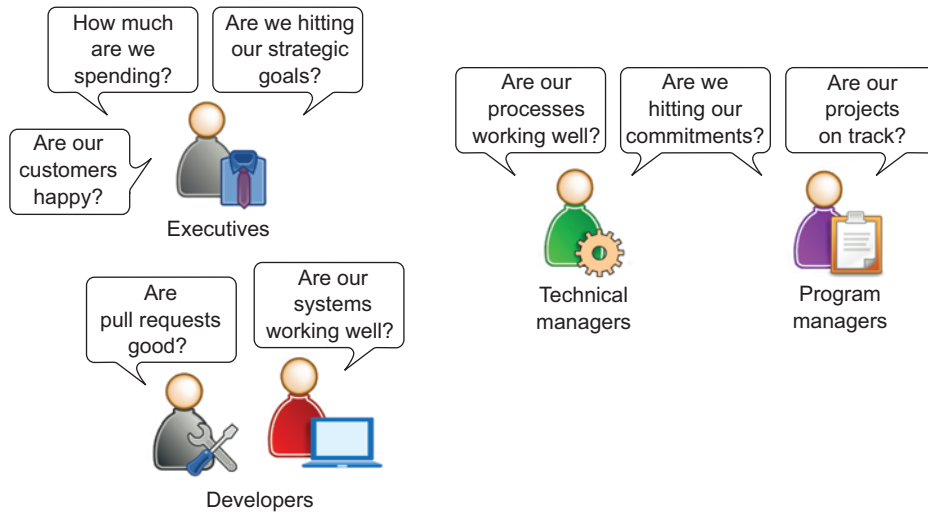 How much
are we
spending?
Are we hitting
our strategic
goals?
Are our
customers
happy?
Executives
Are our
processes
working well?
Are we
hitting our
commitments?
Are our
projects
on track?
Technical
managers
Program
managers
Are
pull requests
good?
Are our
systems
working well?
Developers